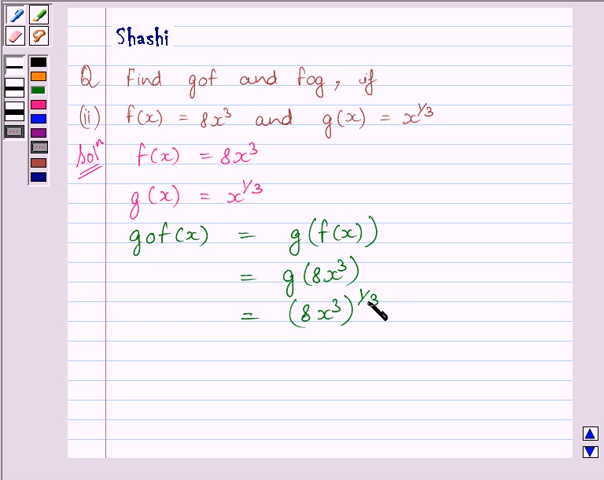 Shashi
Q Find gof and fog, if
(ii) f(x) = 8x³ and g(x) = x^1/3
Solⁿ f(x) = 8x³
g(x) = x^1/3
gof(x) = g(f(x))
= g(8x³)
= (8x³)^1/3